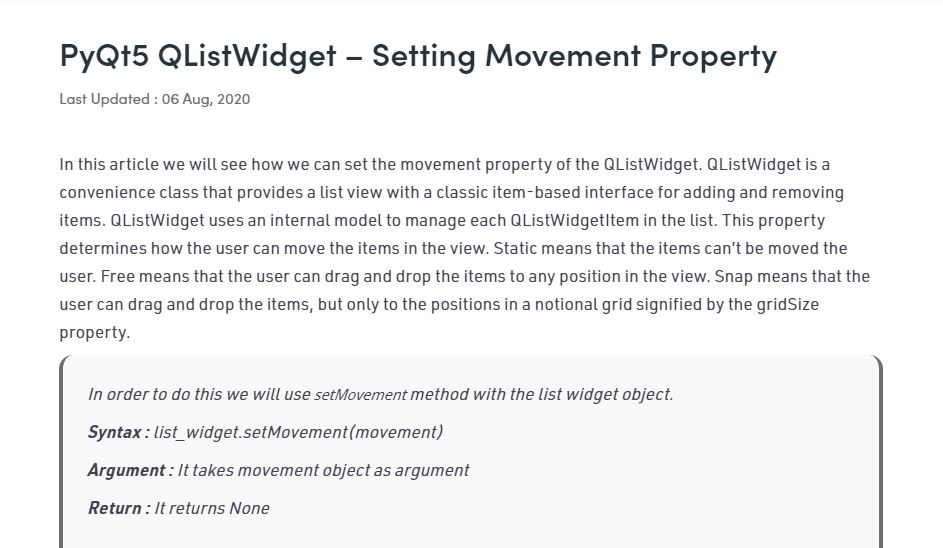 PyQt5 QListWidget – Setting Movement Property
Last Updated : 06 Aug, 2020
In this article we will see how we can set the movement property of the QListWidget. QListWidget is a
convenience class that provides a list view with a classic item-based interface for adding and removing
items. QListWidget uses an internal model to manage each QListWidgetItem in the list. This property
determines how the user can move the items in the view. Static means that the items can’t be moved the
user. Free means that the user can drag and drop the items to any position in the view. Snap means that the
user can drag and drop the items, but only to the positions in a notional grid signified by the gridSize
property.
In order to do this we will use setMovement method with the list widget object.
Syntax : list_widget.setMovement(movement)
Argument : It takes movement object as argument
Return : It returns None